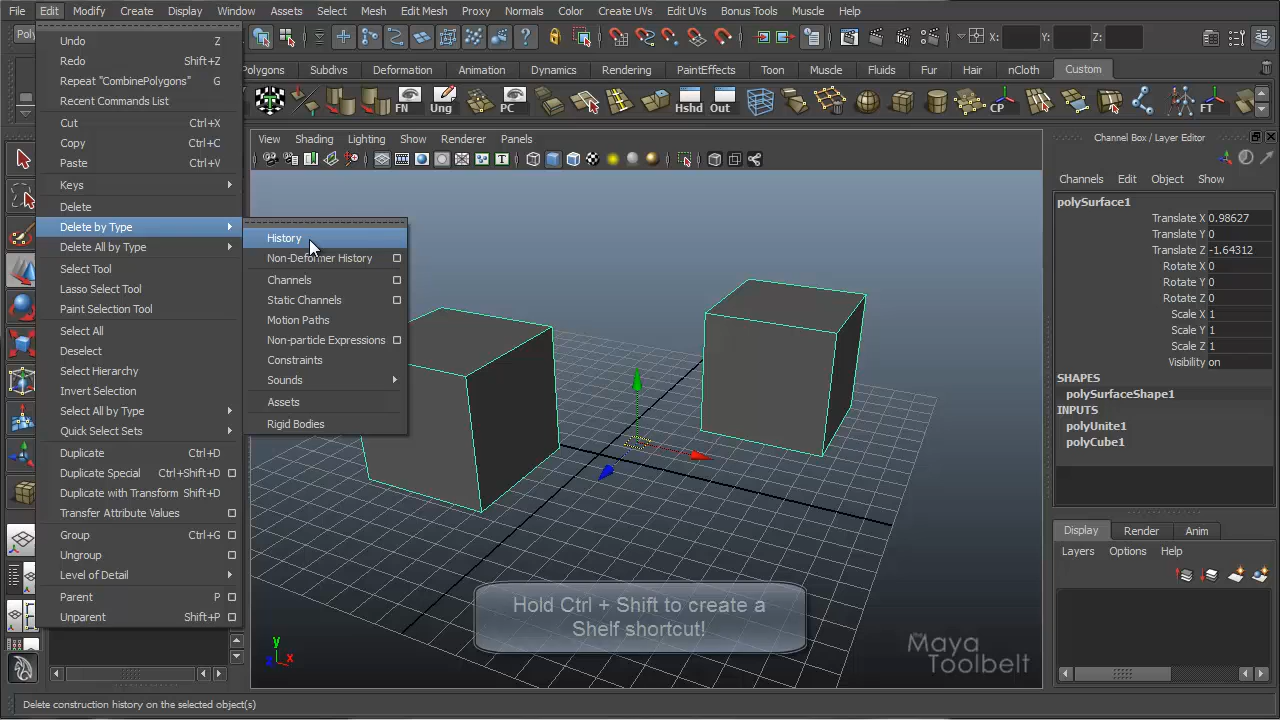 File Edit Modify Create Display Window Assets Select Mesh Edit Mesh Proxy Normals Color Create UVs Edit UVs Bonus Tools Muscle Help
Undo Z
Redo Shift+Z
Repeat "CombinePolygons" G
Recent Commands List
Cut Ctrl+X
Copy Ctrl+C
Paste Ctrl+V
Keys
Delete
Delete by Type
Delete All by Type
Select Tool
Lasso Select Tool
Paint Selection Tool
Select All
Deselect
Select Hierarchy
Invert Selection
Select All by Type
Quick Select Sets
Duplicate Ctrl+D
Duplicate Special Ctrl+Shift+D
Duplicate with Transform Shift+D
Transfer Attribute Values
Group Ctrl+G
Ungroup
Level of Detail
Parent P
Unparent Shift+P
History
Non-Deformer History
Channels
Static Channels
Motion Paths
Non-particle Expressions
Constraints
Sounds
Assets
Rigid Bodies
X: Y: Z:
Polygons Subdivs Deformation Animation Dynamics Rendering PaintEffects Toon Muscle Fluids Fur Hair nCloth Custom
FN Ung PC Hshd Out CP FT
View Shading Lighting Show Renderer Panels
Channel Box / Layer Editor
Channels Edit Object Show
polySurface1
Translate X 0.98627
Translate Y 0
Translate Z -1.64312
Rotate X 0
Rotate Y 0
Rotate Z 0
Scale X 1
Scale Y 1
Scale Z 1
Visibility on
SHAPES
polySurfaceShape1
INPUTS
polyUnite1
polyCube1
Display Render Anim
Layers Options Help
Hold Ctrl + Shift to create a
Shelf shortcut!
y
z x
Maya
Toolbelt
Delete construction history on the selected object(s)